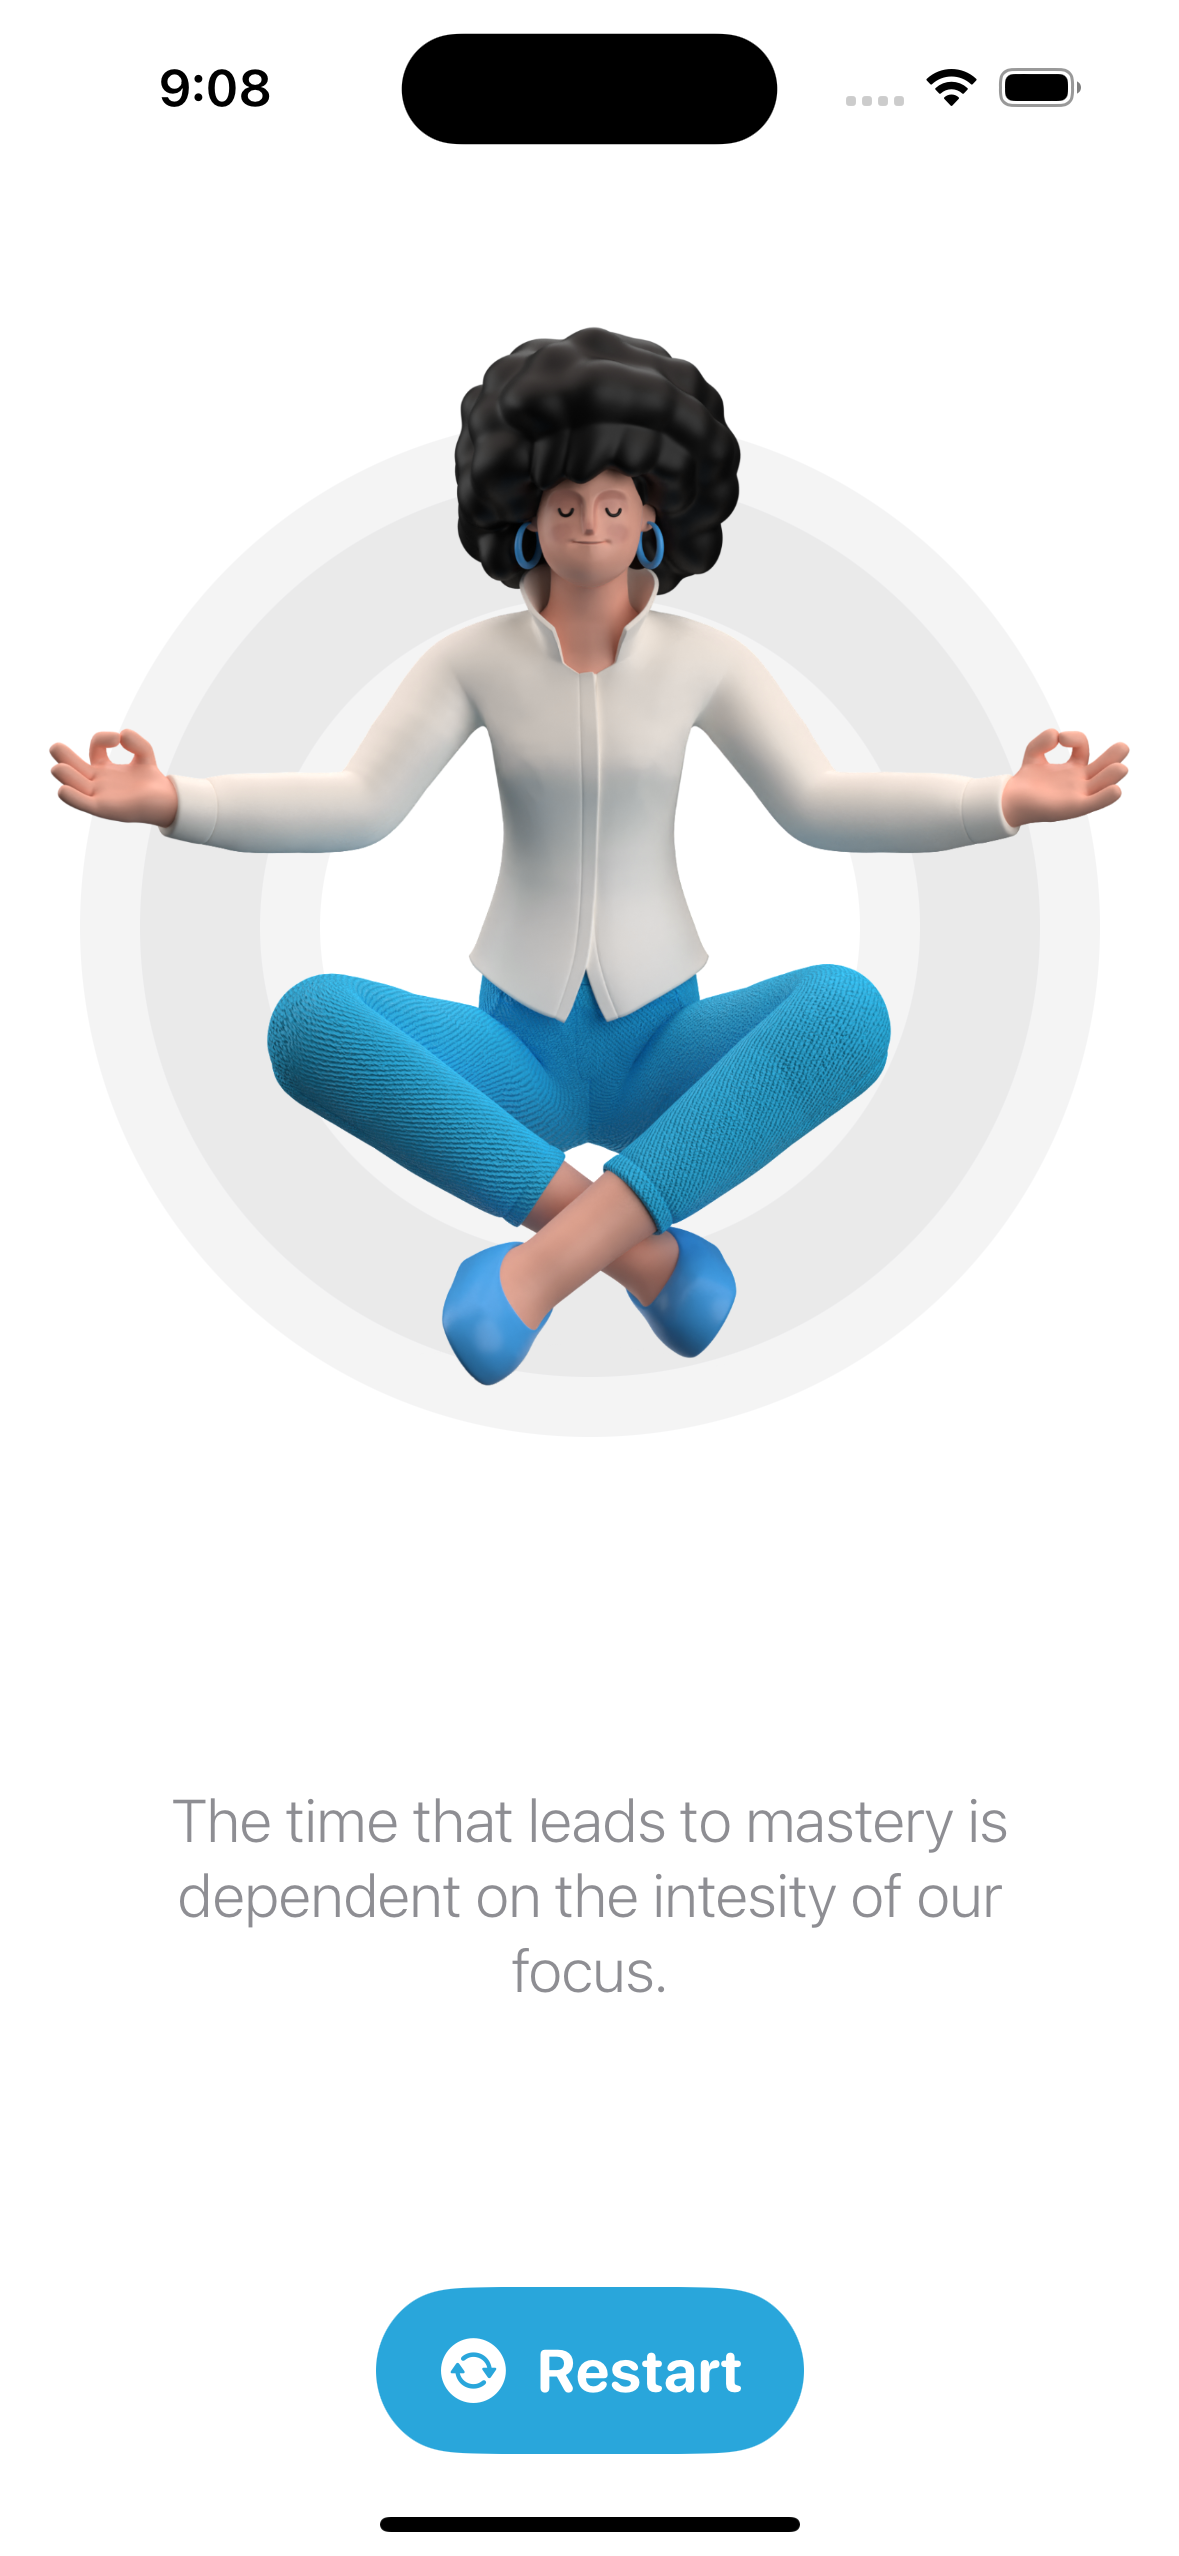 9:08
The time that leads to mastery is
dependent on the intesity of our
focus.
Restart